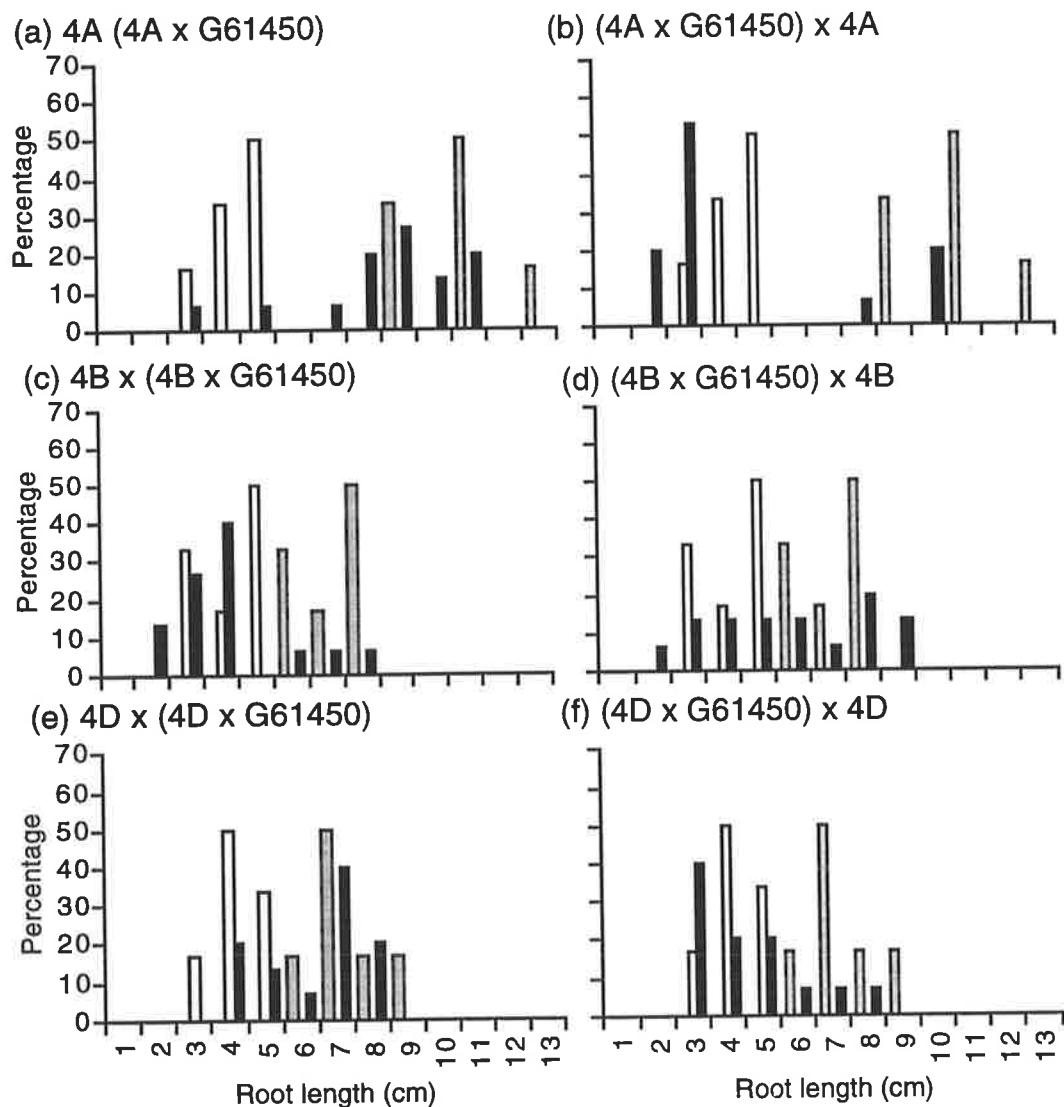 (a) 4A (4A x G61450)
(b) (4A x G61450) x 4A
Percentage
70
60
50
40
30
20
10
0
(c) 4B x (4B x G61450)
(d) (4B x G61450) x 4B
Percentage
70
60
50
40
30
20
10
0
(e) 4D x (4D x G61450)
(f) (4D x G61450) x 4D
Percentage
70
60
50
40
30
20
10
0
1 2 3 4 5 6 7 8 9 10 11 12 13
1 2 3 4 5 6 7 8 9 10 11 12 13
Root length (cm)
Root length (cm)